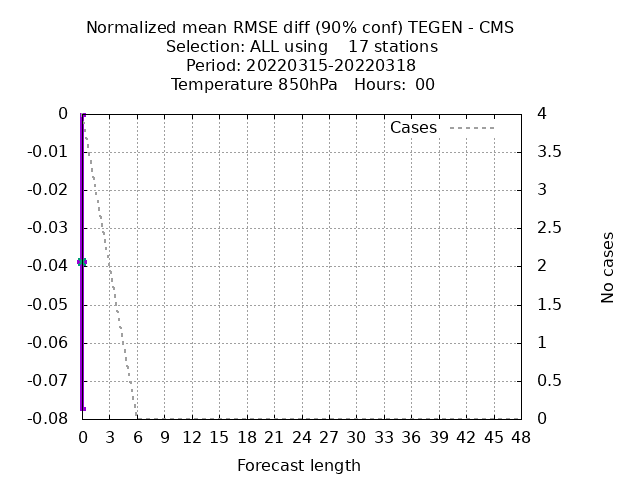 Normalized mean RMSE diff (90% conf) TEGEN - CMS
Selection: ALL using 17 stations
Period: 20220315-20220318
Temperature 850hPa Hours: 00
Cases
0
-0.01
-0.02
-0.03
-0.04
-0.05
-0.06
-0.07
-0.08
4
3.5
3
2.5
2
1.5
1
0.5
0
No cases
0 3 6 9 12 15 18 21 24 27 30 33 36 39 42 45 48
Forecast length